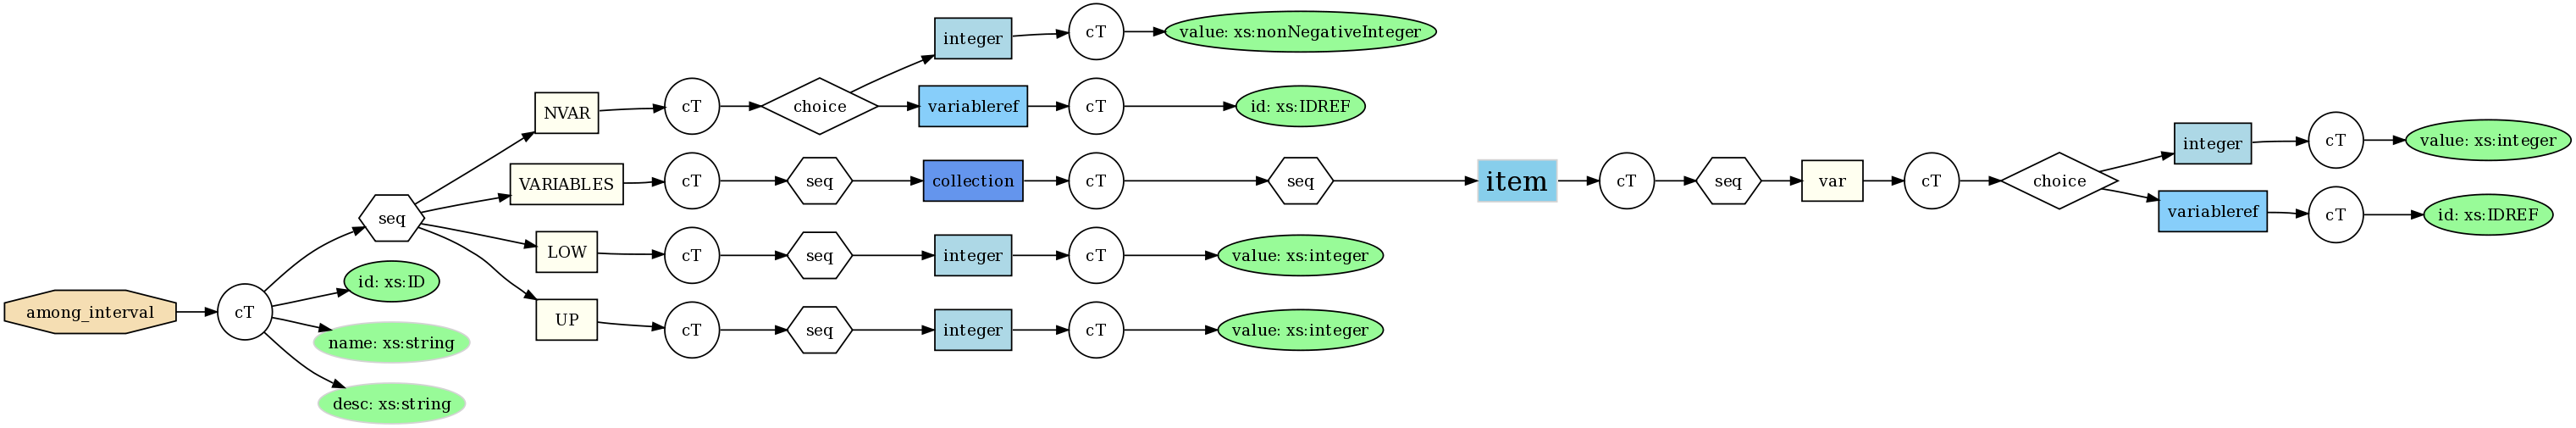 among_interval
cT
seq
id: xs:ID
name: xs:string
desc: xs:string
NVAR
cT
choice
integer
cT
value: xs:nonNegativeInteger
variableref
cT
id: xs:IDREF
VARIABLES
cT
seq
collection
cT
seq
item
cT
seq
var
cT
choice
integer
cT
value: xs:integer
variableref
cT
id: xs:IDREF
LOW
cT
seq
integer
cT
value: xs:integer
UP
cT
seq
integer
cT
value: xs:integer